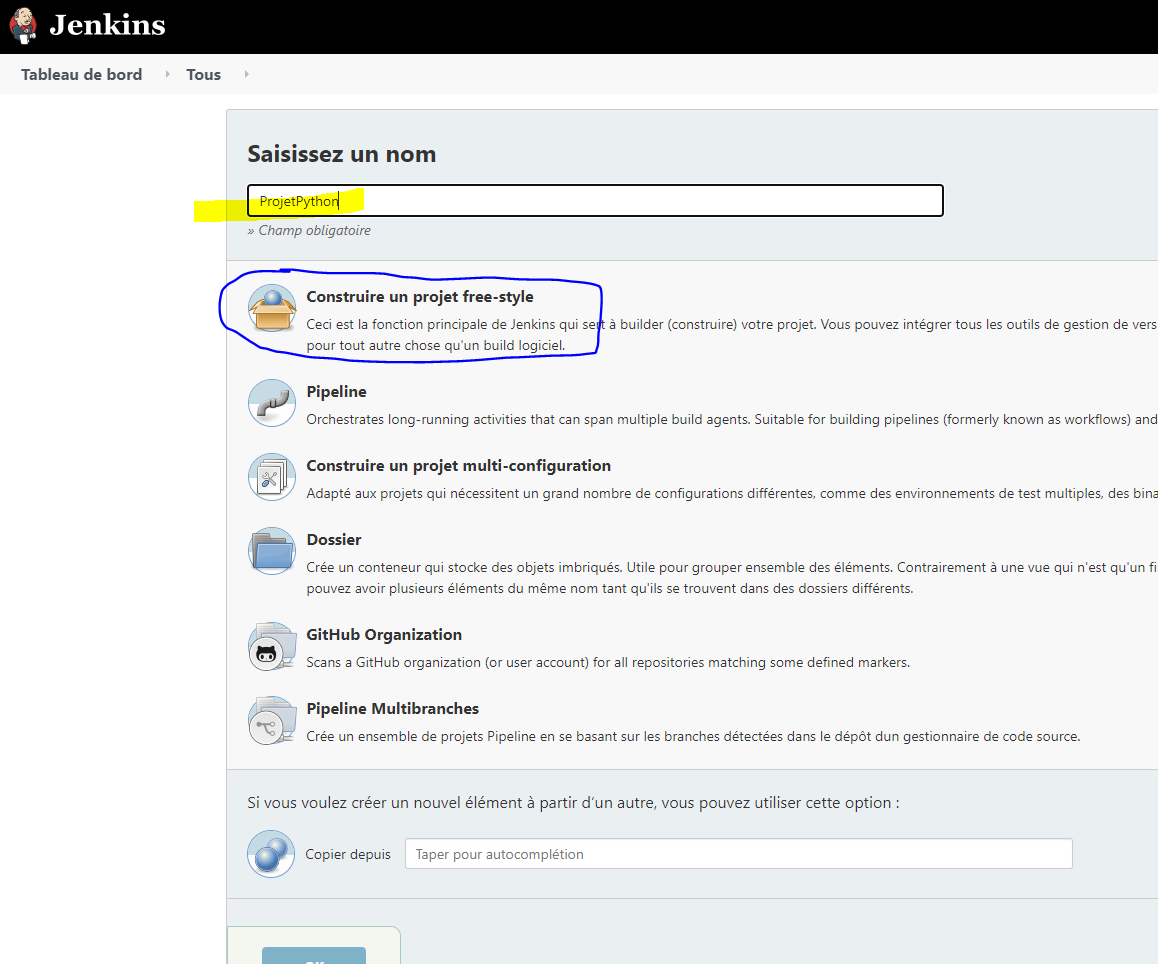 Jenkins
Tableau de bord Tous
Saisissez un nom
ProjetPython
» Champ obligatoire
Construire un projet free-style
Ceci est la fonction principale de Jenkins qui sert à builder (construire) votre projet. Vous pouvez intégrer tous les outils de gestion de vers
pour tout autre chose qu'un build logiciel.
Pipeline
Orchestrates long-running activities that can span multiple build agents. Suitable for building pipelines (formerly known as workflows) and
Construire un projet multi-configuration
Adapté aux projets qui nécessitent un grand nombre de configurations différentes, comme des environnements de test multiples, des bina
Dossier
Crée un conteneur qui stocke des objets imbriqués. Utile pour grouper ensemble des éléments. Contrairement à une vue qui n'est qu'un fi
pouvez avoir plusieurs éléments du même nom tant qu'ils se trouvent dans des dossiers différents.
GitHub Organization
Scans a GitHub organization (or user account) for all repositories matching some defined markers.
Pipeline Multibranches
Crée un ensemble de projets Pipeline en se basant sur les branches détectées dans le dépôt dun gestionnaire de code source.
Si vous voulez créer un nouvel élément à partir d'un autre, vous pouvez utiliser cette option :
Copier depuis Taper pour autocomplétion